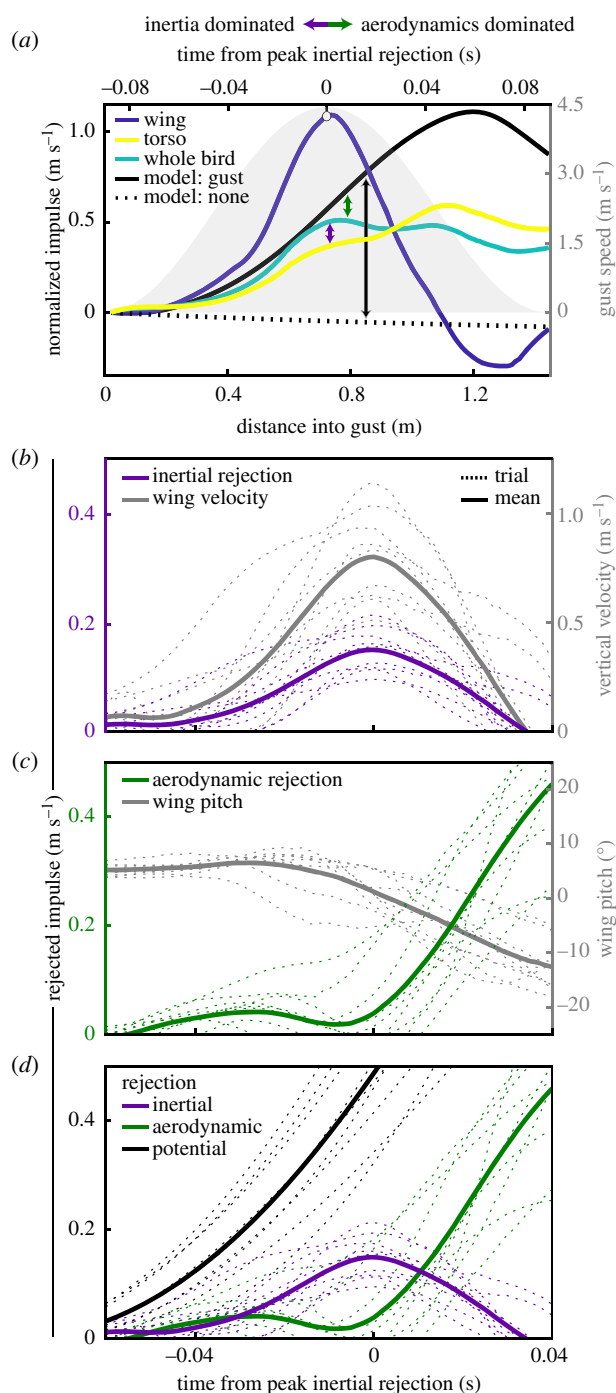 inertia dominated aerodynamics dominated
(a)
time from peak inertial rejection (s)
−0.08 −0.04 0 0.04 0.08
wing
torso
whole bird
model: gust
model: none
1.0
0.5
0
normalized impulse (m s−1)
4.5
3.0
1.5
0
gust speed (m s−1)
0 0.4 0.8 1.2
distance into gust (m)
(b)
inertial rejection
wing velocity
trial
mean
0.4
0.2
0
1.0
0.5
0
vertical velocity (m s−1)
(c)
aerodynamic rejection
wing pitch
0.4
0.2
0
20
10
0
−10
−20
wing pitch (°)
rejected impulse (m s−1)
(d)
rejection
inertial
aerodynamic
potential
0.4
0.2
0
−0.04 0 0.04
time from peak inertial rejection (s)